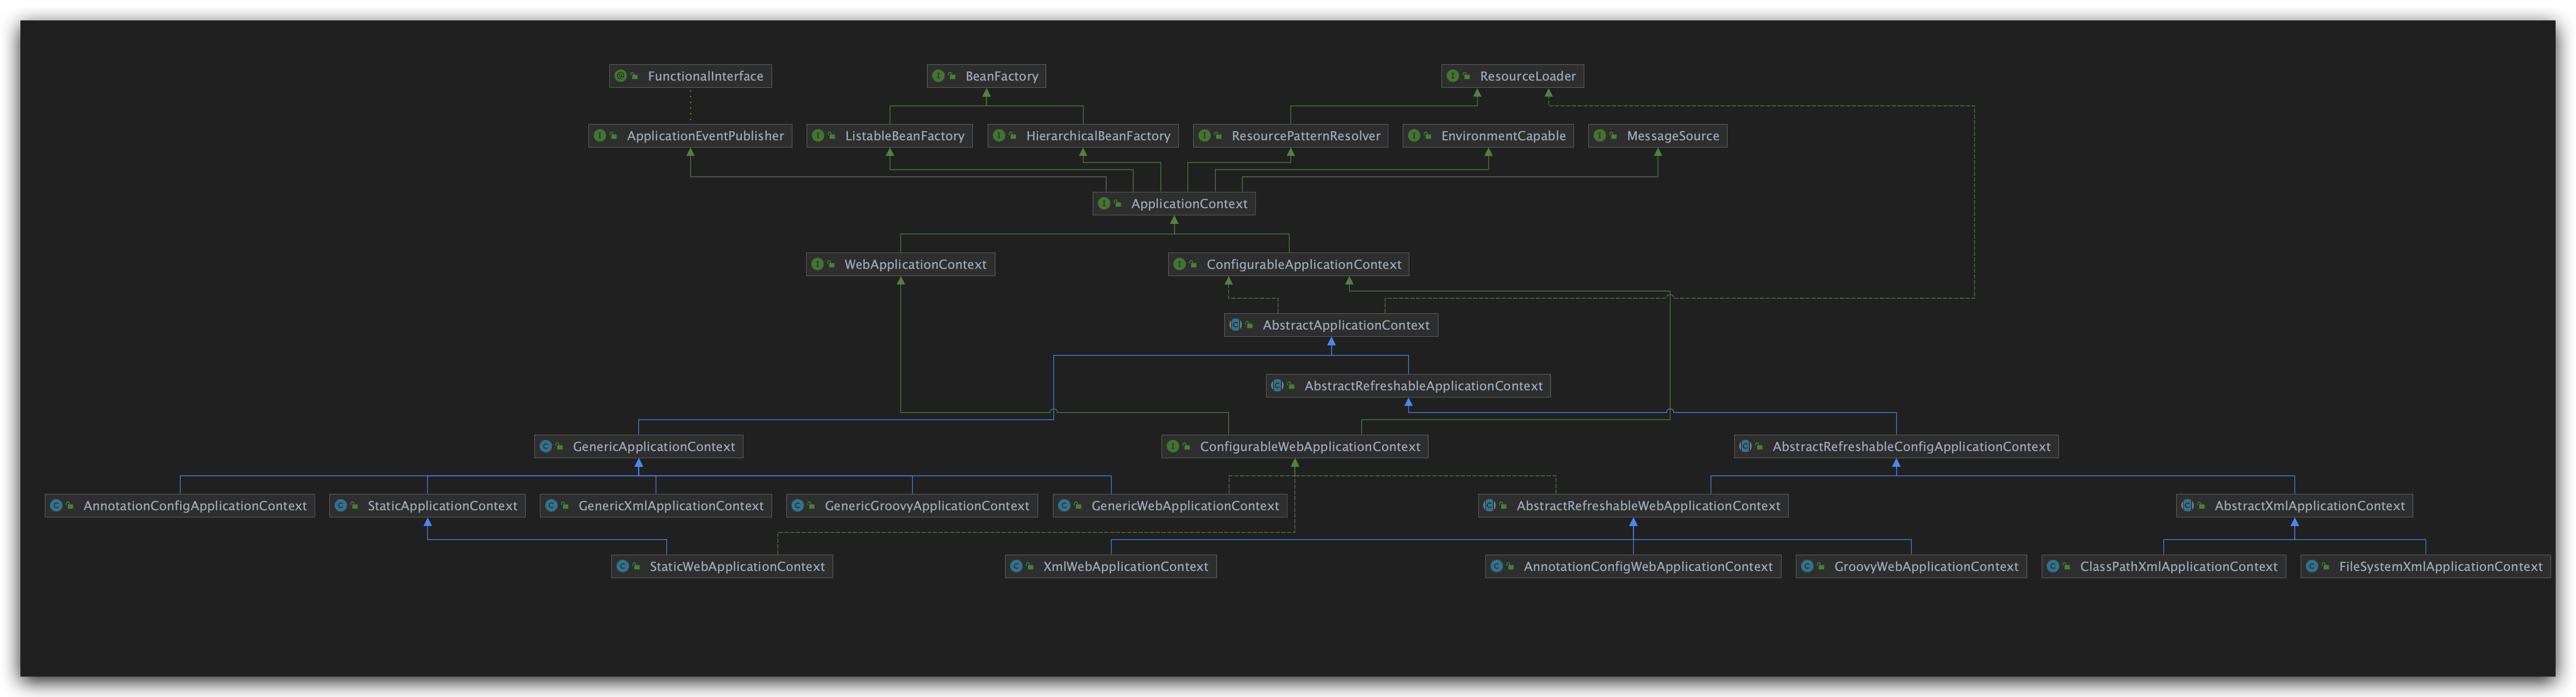 FunctionalInterface
BeanFactory
ResourceLoader
ApplicationEventPublisher
ListableBeanFactory
HierarchicalBeanFactory
ResourcePatternResolver
EnvironmentCapable
MessageSource
ApplicationContext
WebApplicationContext
ConfigurableApplicationContext
AbstractApplicationContext
AbstractRefreshableApplicationContext
GenericApplicationContext
ConfigurableWebApplicationContext
AbstractRefreshableConfigApplicationContext
AnnotationConfigApplicationContext
StaticApplicationContext
GenericXmlApplicationContext
GenericGroovyApplicationContext
GenericWebApplicationContext
AbstractRefreshableWebApplicationContext
AbstractXmlApplicationContext
StaticWebApplicationContext
XmlWebApplicationContext
AnnotationConfigWebApplicationContext
GroovyWebApplicationContext
ClassPathXmlApplicationContext
FileSystemXmlApplicationContext